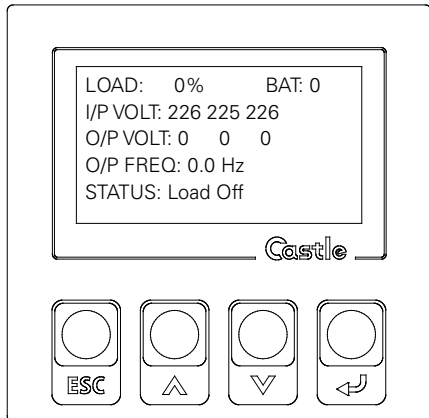 LOAD: 0% BAT: 0
I/P VOLT: 226 225 226
O/P VOLT: 0 0 0
O/P FREQ: 0.0 Hz
STATUS: Load Off
Castle
ESC